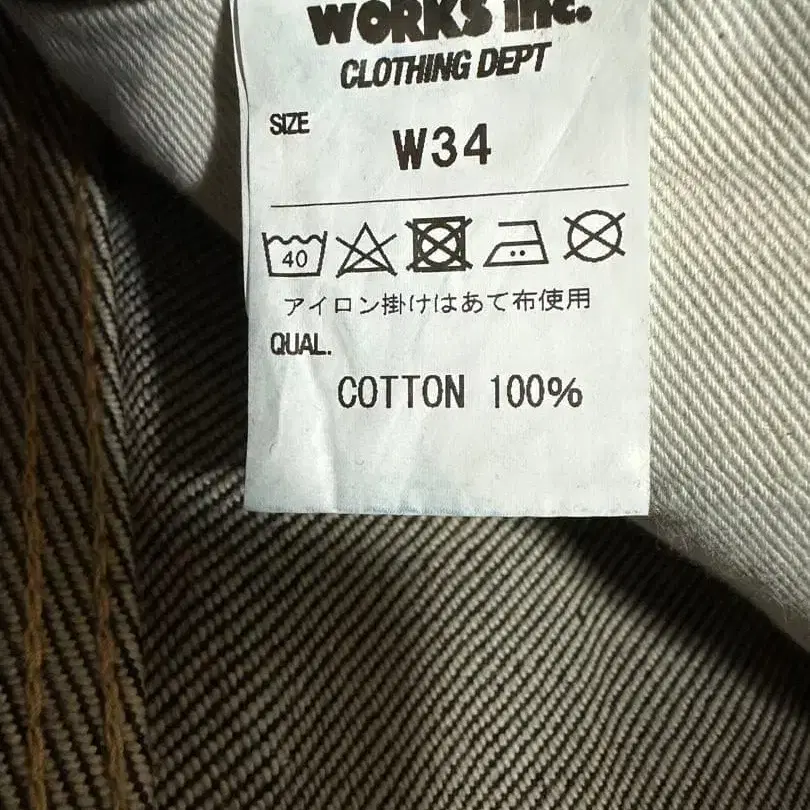 WORKS inc.
CLOTHING DEPT
SIZE
W34
40
アイロン掛けはあて布使用
QUAL.
COTTON 100%